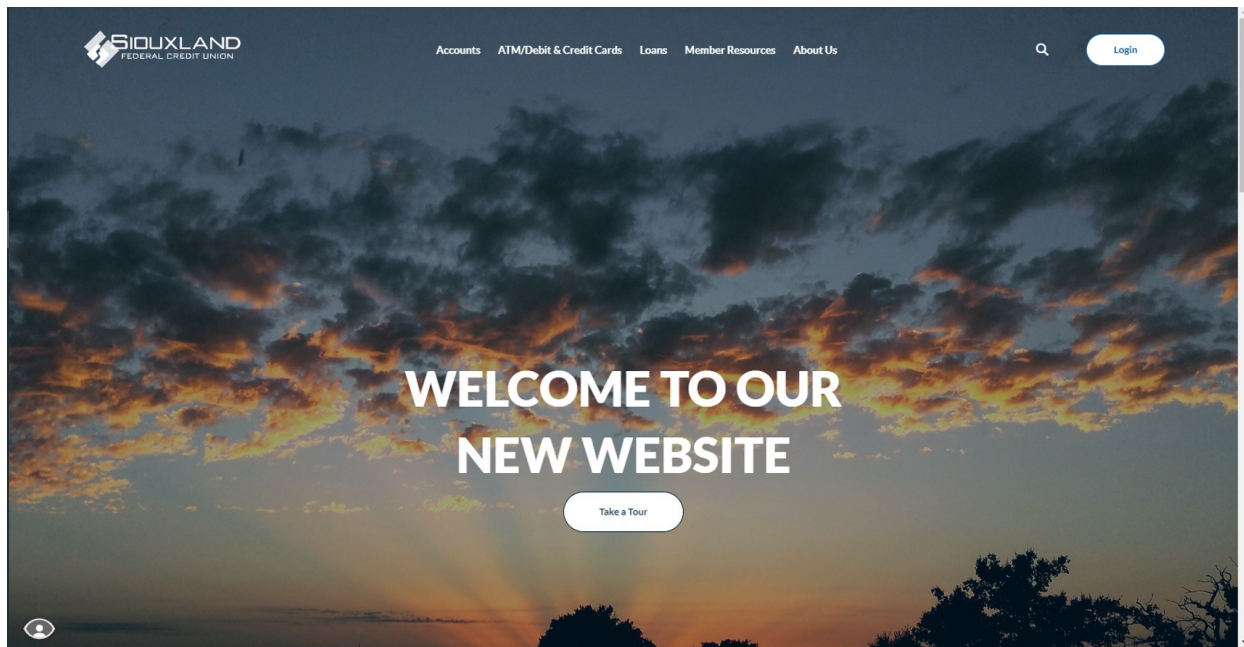 SIOUXLAND
FEDERAL CREDIT UNION
Accounts ATM/Debit & Credit Cards Loans Member Resources About Us
Login
WELCOME TO OUR
NEW WEBSITE
Take a Tour